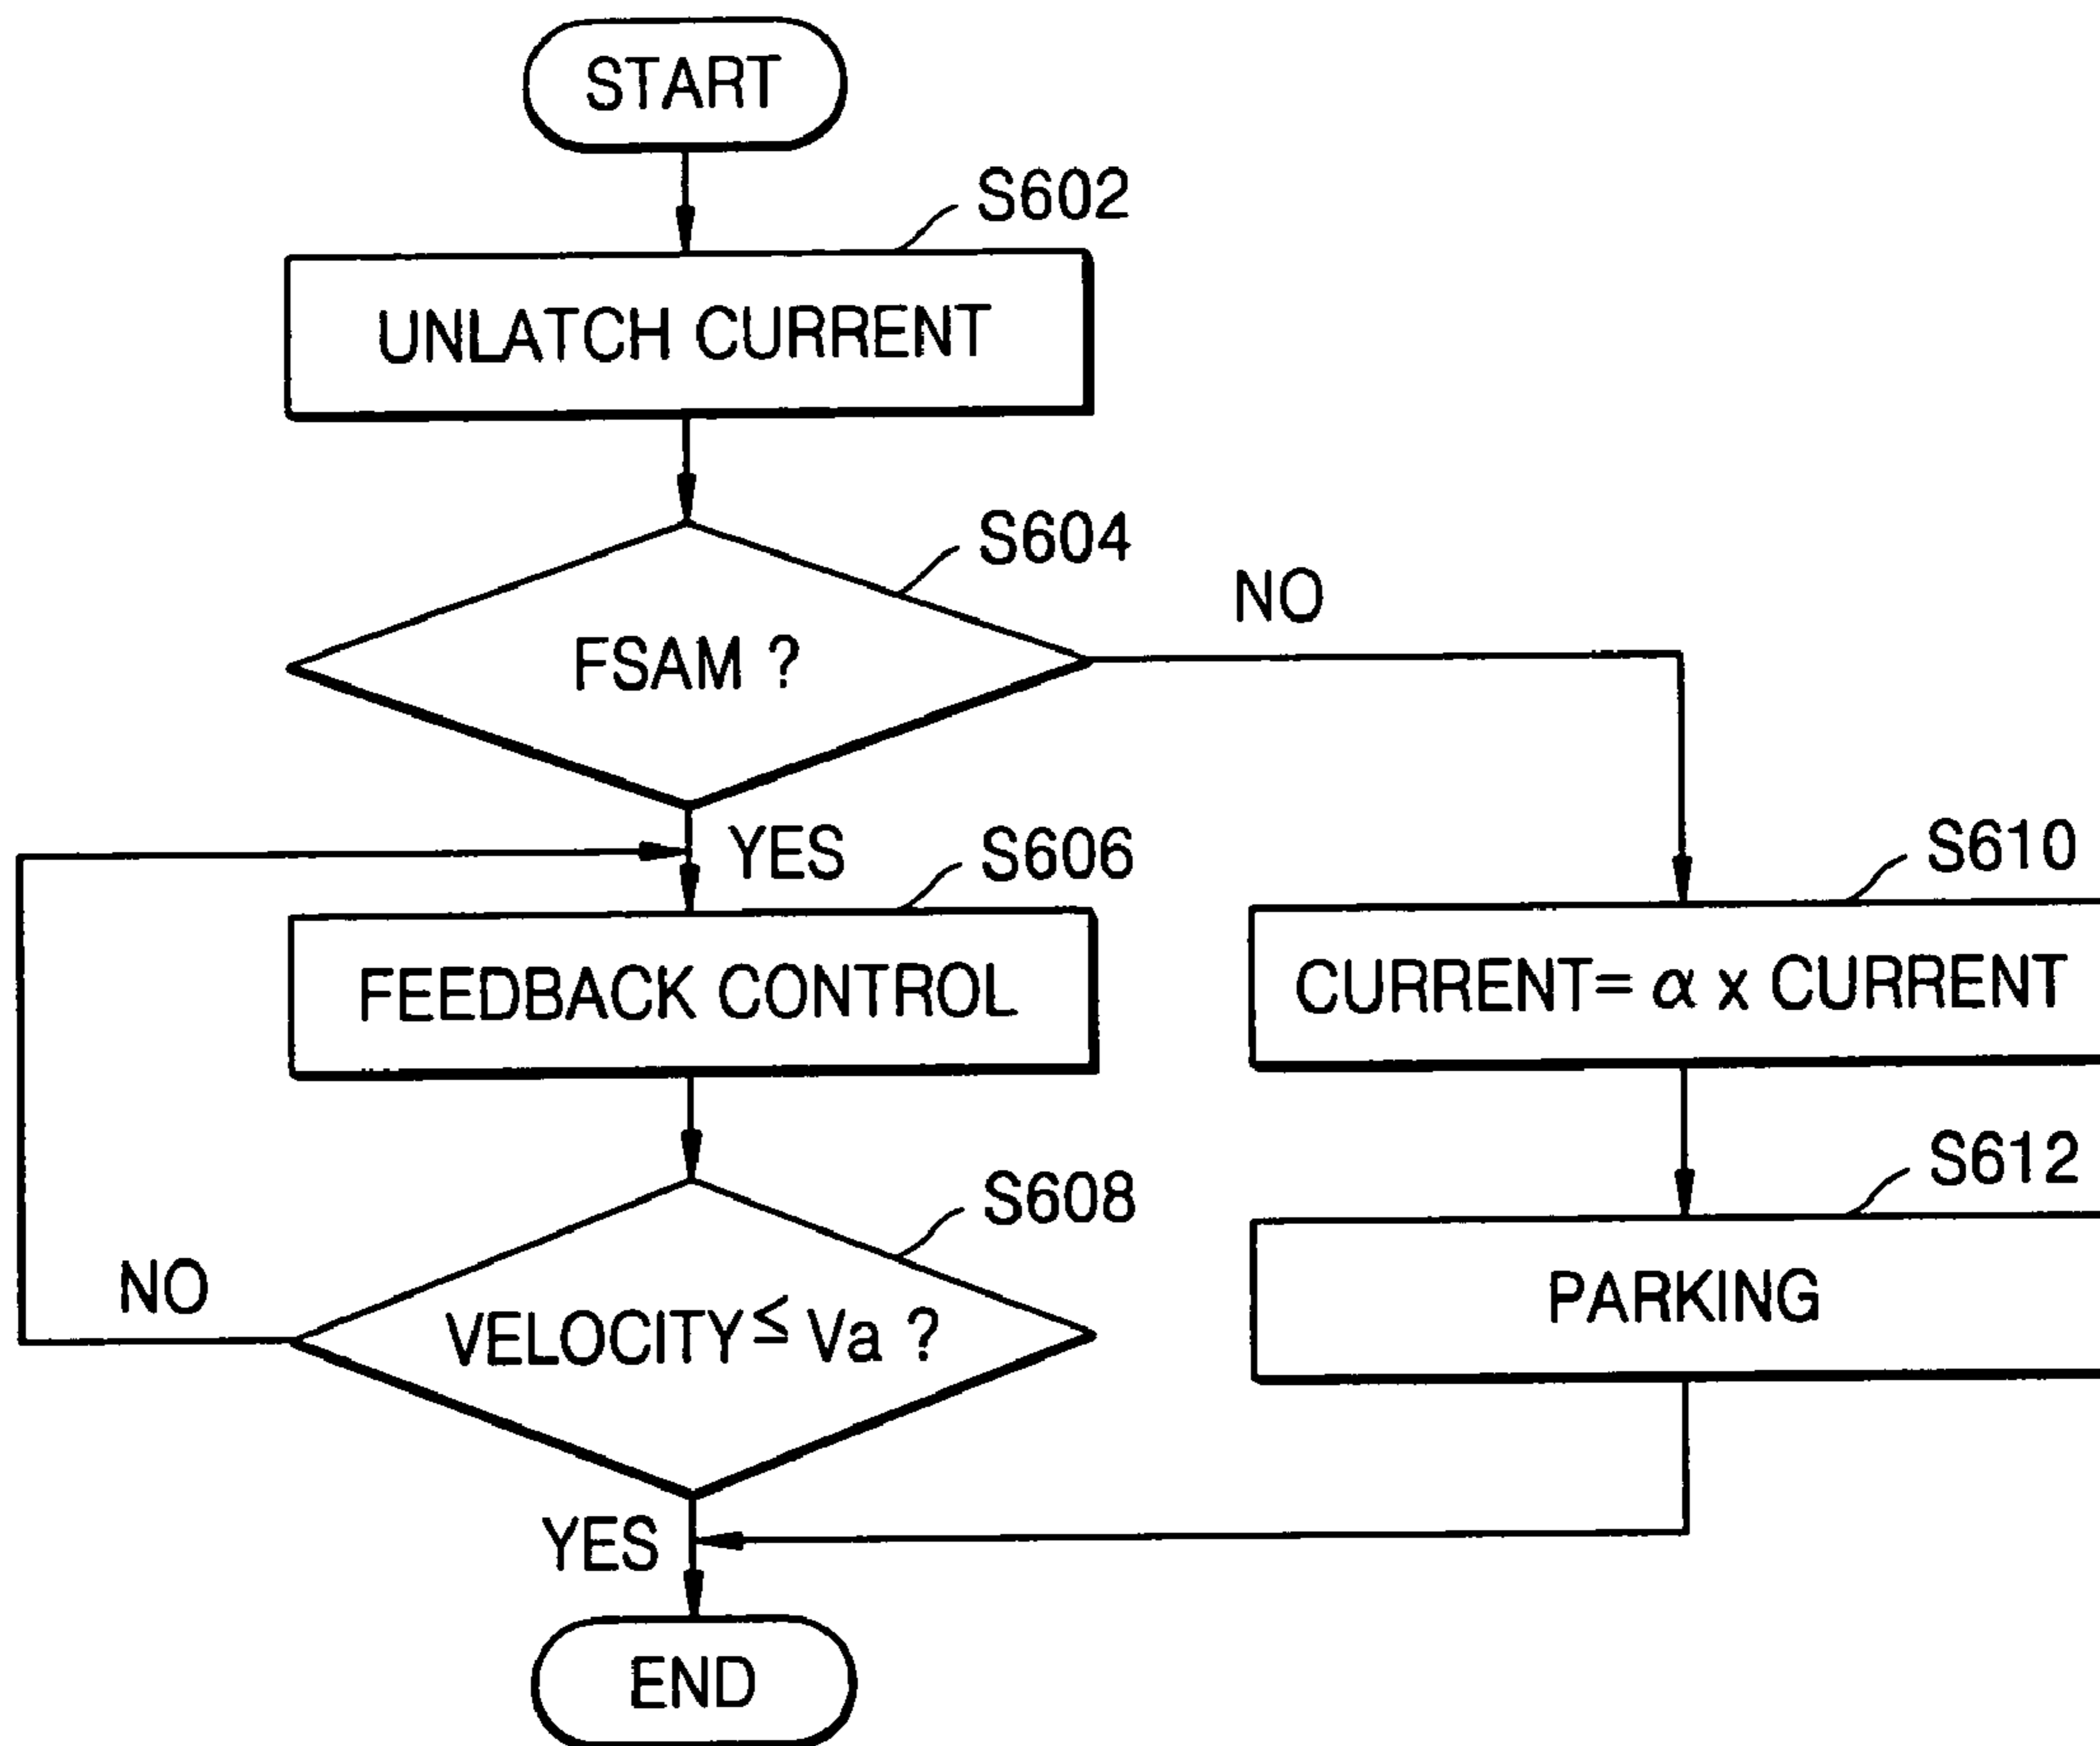 START
S602
UNLATCH CURRENT
S604
FSAM ?
NO
YES
S606
FEEDBACK CONTROL
S610
CURRENT= α x CURRENT
S608
VELOCITY≤ Va ?
NO
S612
PARKING
YES
END